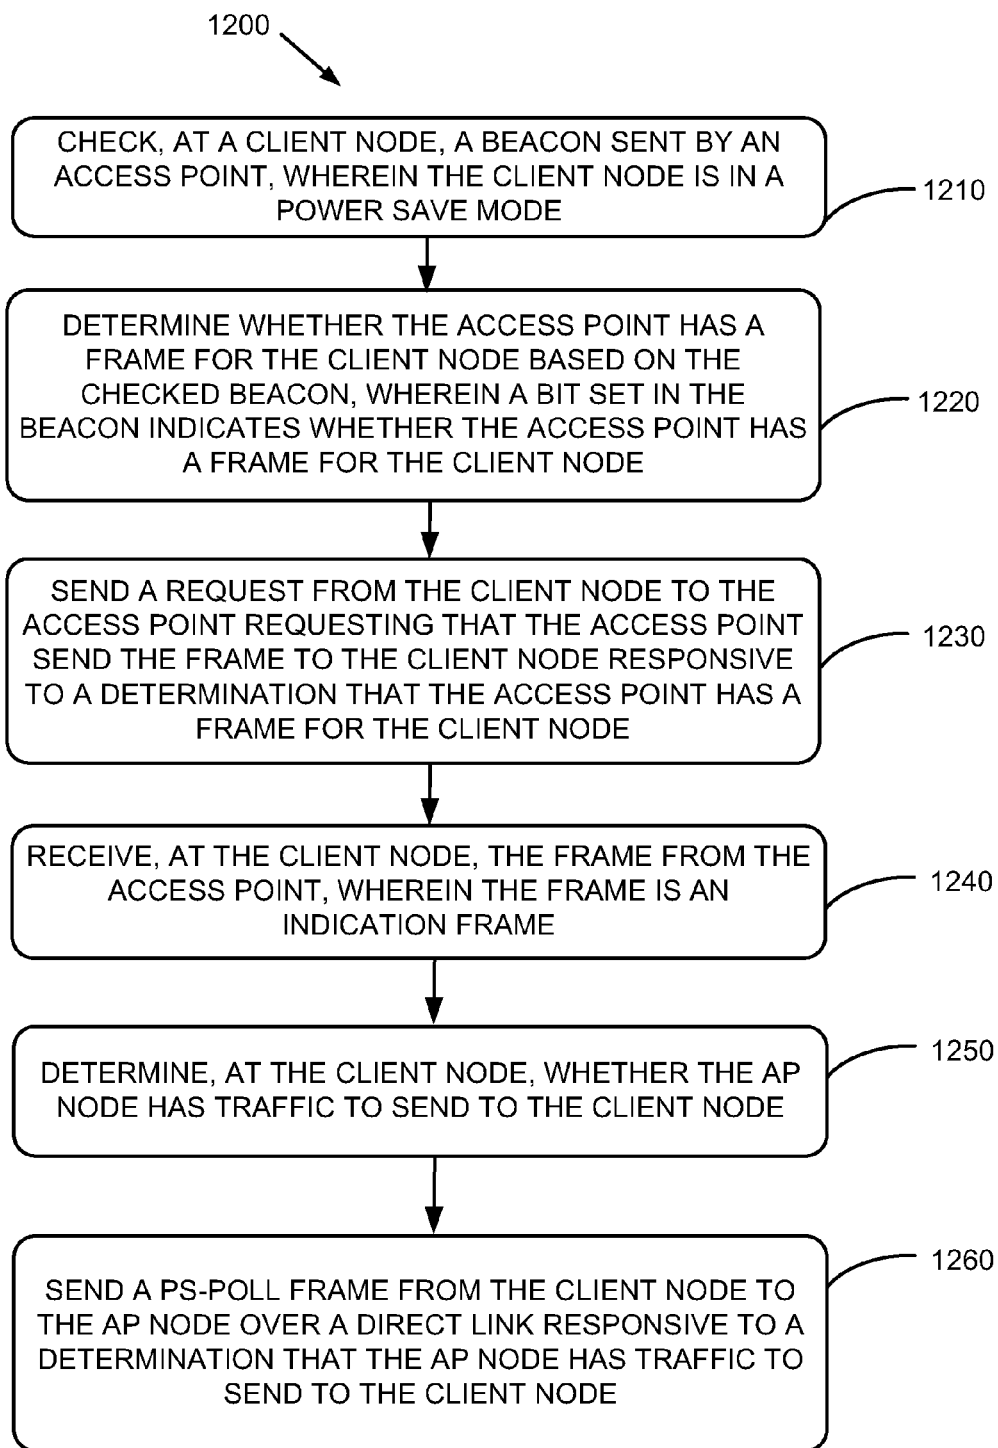 1200
CHECK, AT A CLIENT NODE, A BEACON SENT BY AN
ACCESS POINT, WHEREIN THE CLIENT NODE IS IN A
POWER SAVE MODE
1210
DETERMINE WHETHER THE ACCESS POINT HAS A
FRAME FOR THE CLIENT NODE BASED ON THE
CHECKED BEACON, WHEREIN A BIT SET IN THE
BEACON INDICATES WHETHER THE ACCESS POINT HAS
A FRAME FOR THE CLIENT NODE
1220
SEND A REQUEST FROM THE CLIENT NODE TO THE
ACCESS POINT REQUESTING THAT THE ACCESS POINT
SEND THE FRAME TO THE CLIENT NODE RESPONSIVE
TO A DETERMINATION THAT THE ACCESS POINT HAS A
FRAME FOR THE CLIENT NODE
1230
RECEIVE, AT THE CLIENT NODE, THE FRAME FROM THE
ACCESS POINT, WHEREIN THE FRAME IS AN
INDICATION FRAME
1240
DETERMINE, AT THE CLIENT NODE, WHETHER THE AP
NODE HAS TRAFFIC TO SEND TO THE CLIENT NODE
1250
SEND A PS-POLL FRAME FROM THE CLIENT NODE TO
THE AP NODE OVER A DIRECT LINK RESPONSIVE TO A
DETERMINATION THAT THE AP NODE HAS TRAFFIC TO
SEND TO THE CLIENT NODE
1260